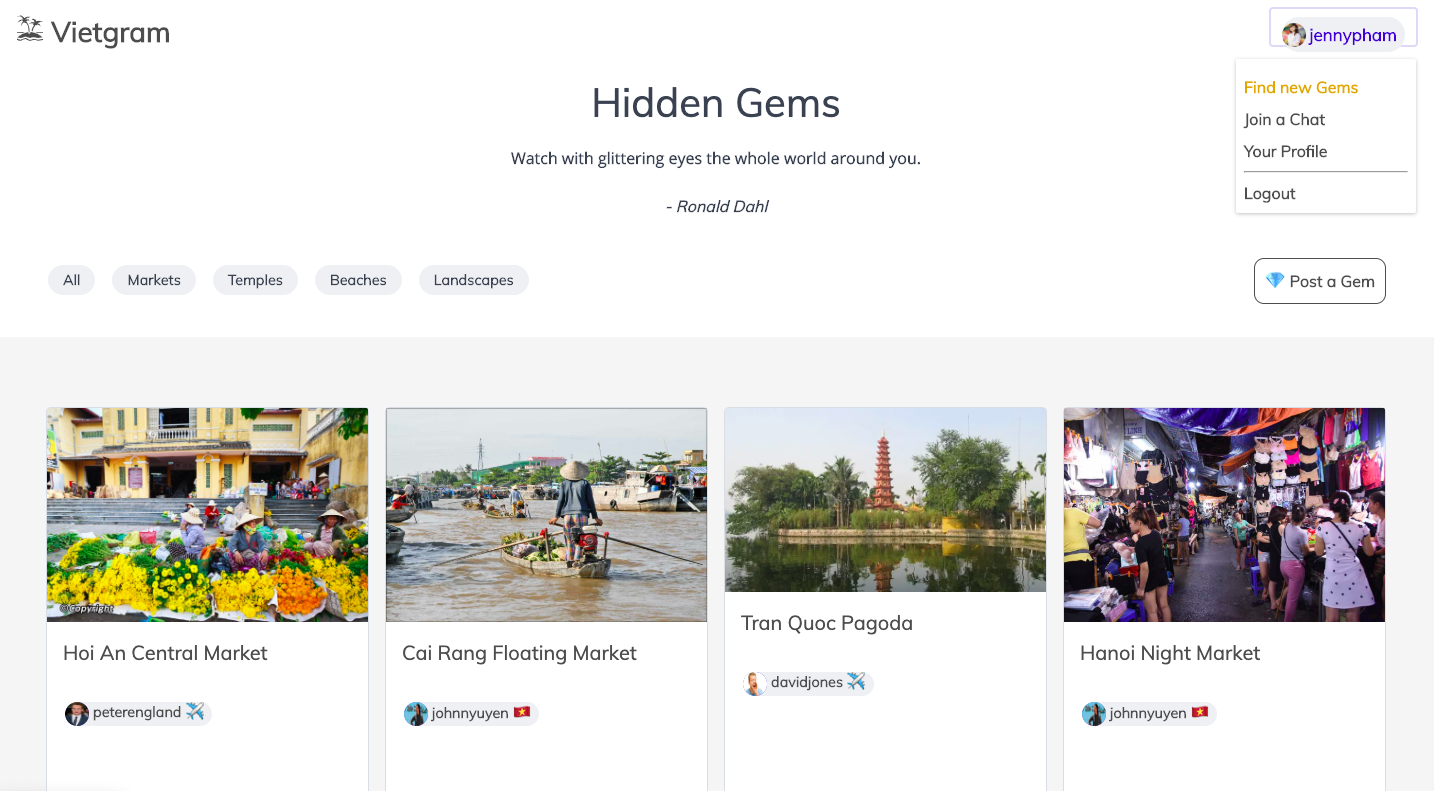 Vietgram
jennypham
Find new Gems
Join a Chat
Your Profile
Logout
Hidden Gems
Watch with glittering eyes the whole world around you.
- Ronald Dahl
All
Markets
Temples
Beaches
Landscapes
💎 Post a Gem
©Copyright
LINH
Hoi An Central Market
peterengland ✈️
Cai Rang Floating Market
johnnyuyen 🇻🇳
Tran Quoc Pagoda
davidjones ✈️
Hanoi Night Market
johnnyuyen 🇻🇳